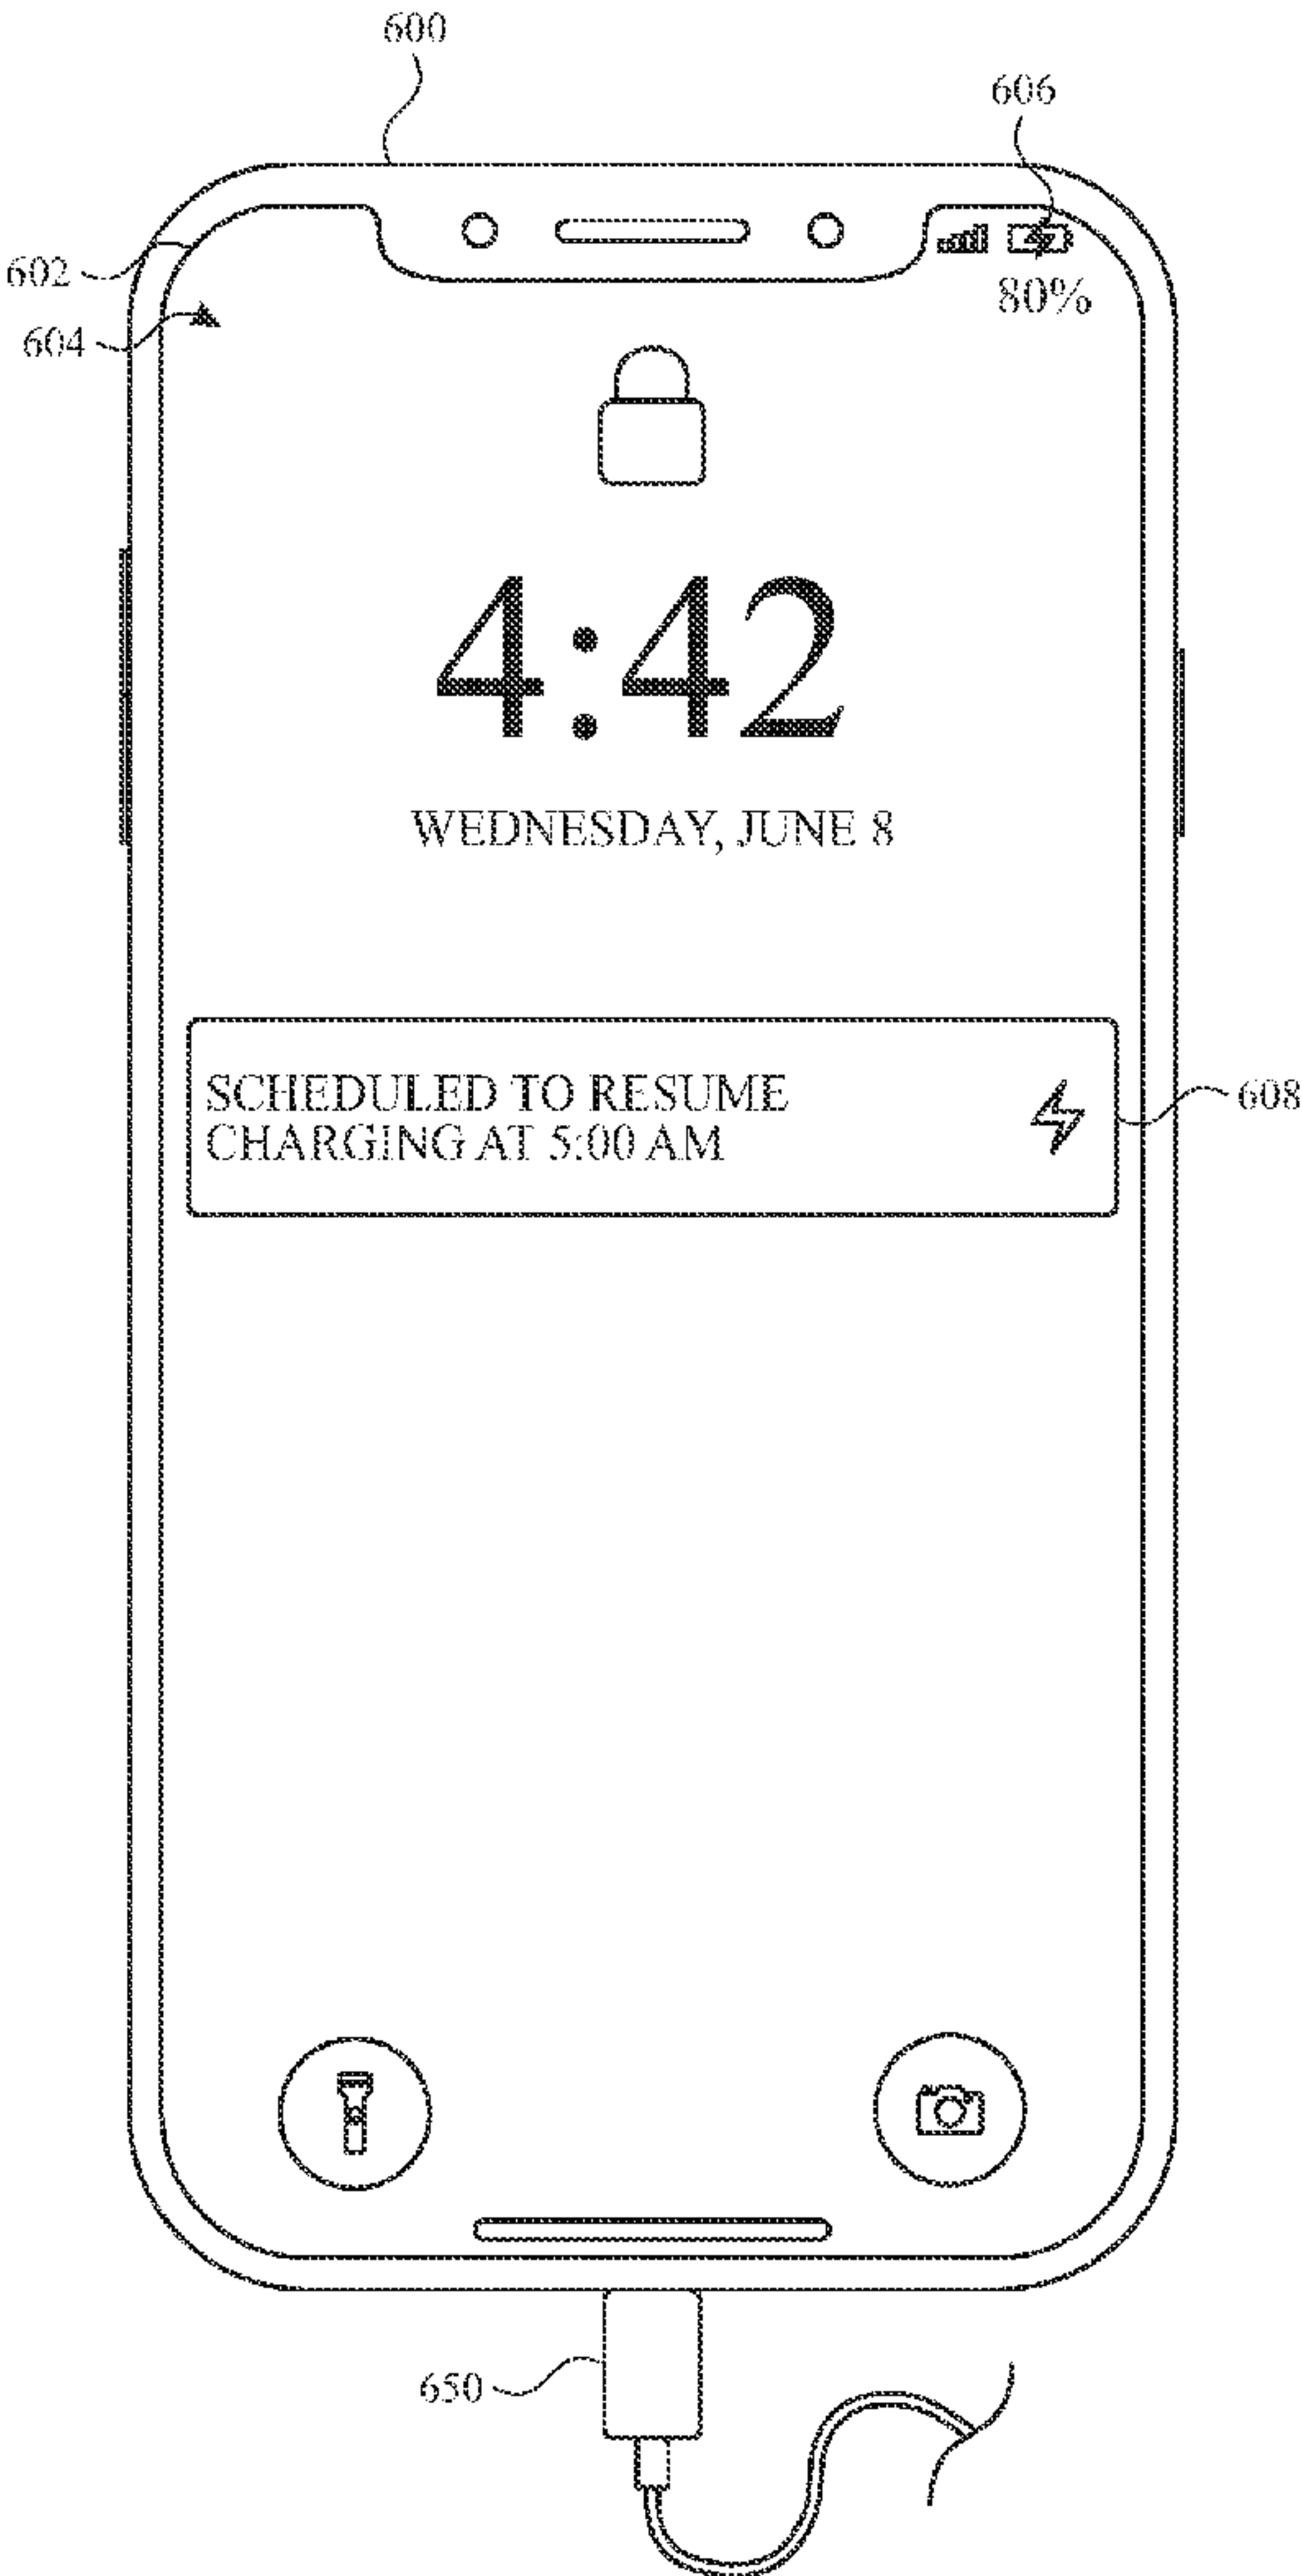 600
606
602
80%
604
4:42
WEDNESDAY, JUNE 8
SCHEDULED TO RESUME
CHARGING AT 5:00 AM
608
650